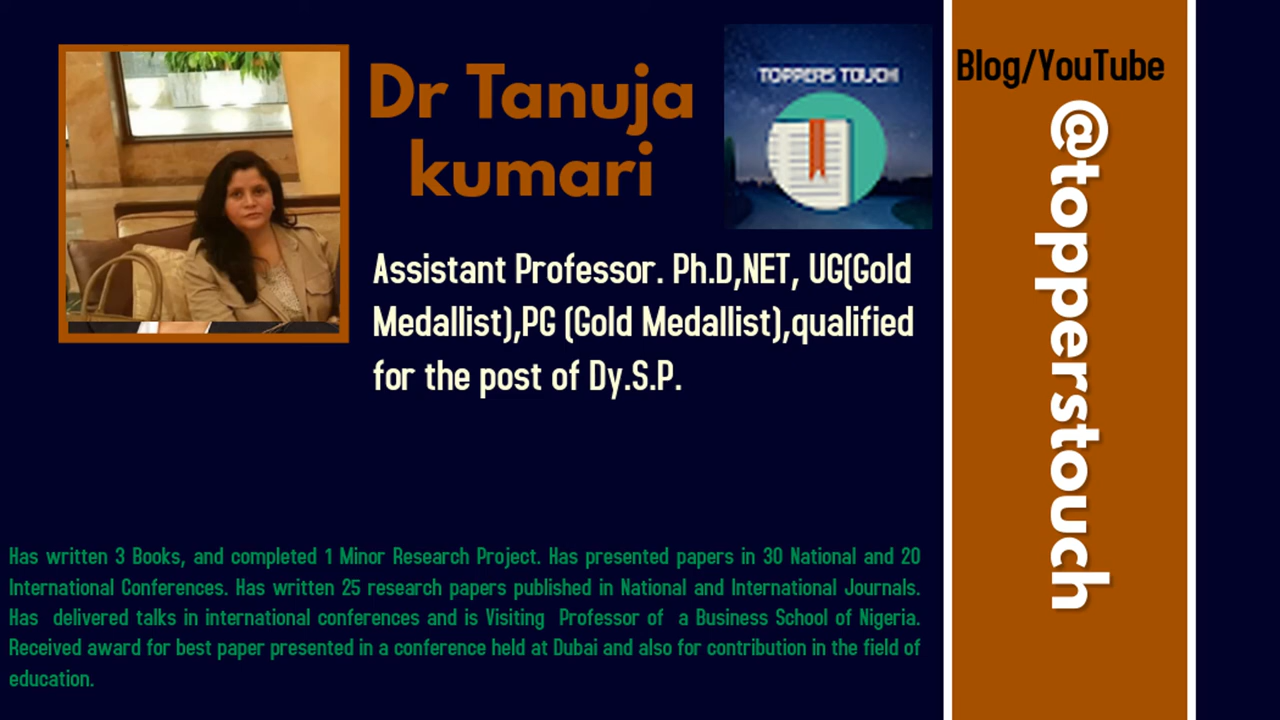 Dr Tanuja
kumari
TOPPERS TOUCH
Blog/YouTube
@topperstouch
Assistant Professor. Ph.D,NET, UG(Gold
Medallist),PG (Gold Medallist),qualified
for the post of Dy.S.P.
Has written 3 Books, and completed 1 Minor Research Project. Has presented papers in 30 National and 20
International Conferences. Has written 25 research papers published in National and International Journals.
Has delivered talks in international conferences and is Visiting Professor of a Business School of Nigeria.
Received award for best paper presented in a conference held at Dubai and also for contribution in the field of
education.